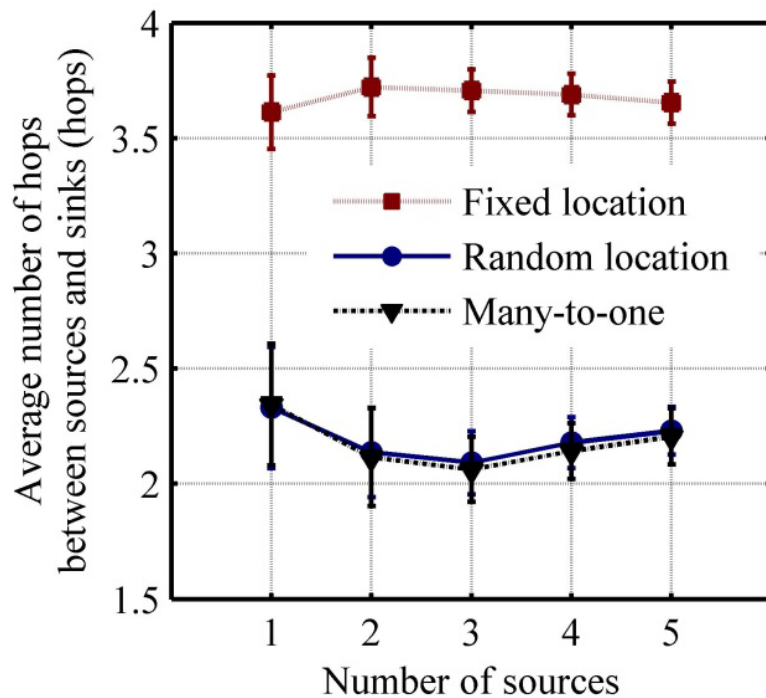 4
3.5
3
2.5
2
1.5
Average number of hops
between sources and sinks (hops)
Fixed location
Random location
Many-to-one
1 2 3 4 5
Number of sources